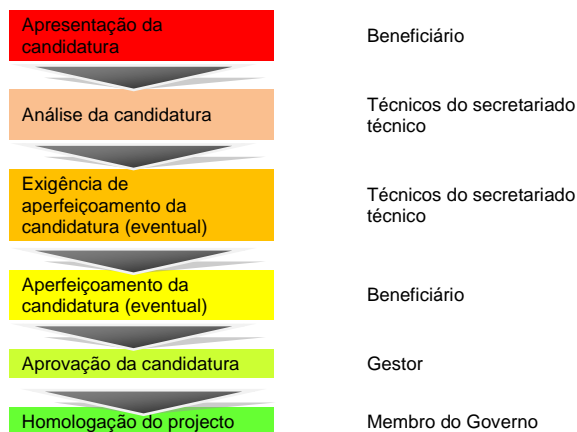 Apresentação da
candidatura
Beneficiário
Análise da candidatura
Técnicos do secretariado
técnico
Exigência de
aperfeiçoamento da
candidatura (eventual)
Técnicos do secretariado
técnico
Aperfeiçoamento da
candidatura (eventual)
Beneficiário
Aprovação da candidatura
Gestor
Homologação do projecto
Membro do Governo